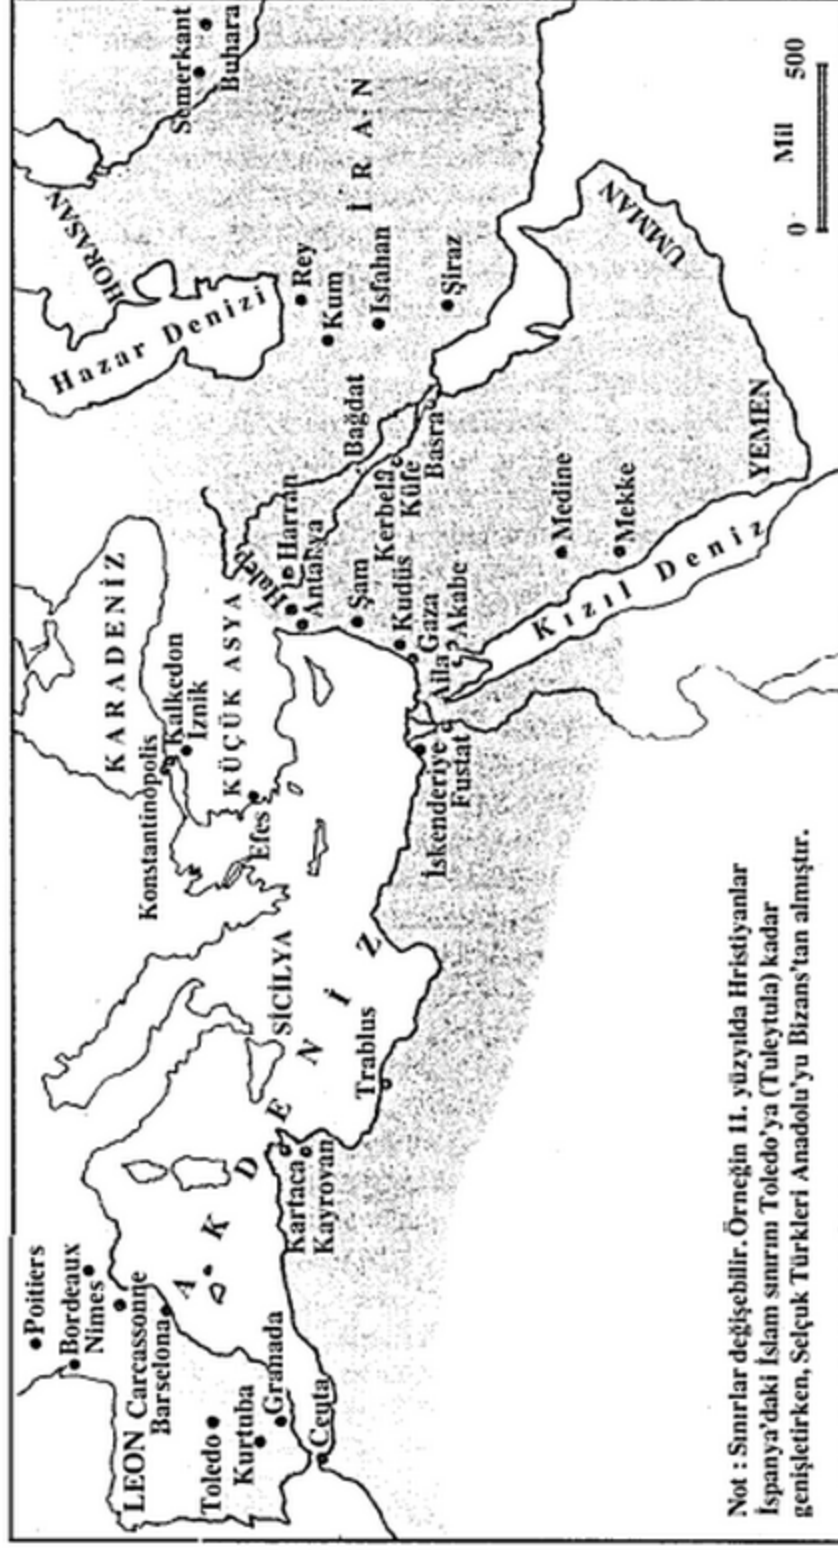 Poitiers
Bordeaux
Nimes
LEON
Carcassonne
Barselona
Toledo
Kurtuba
Granada
Ceuta
AKDENİZ
Kartaca
Kayrovan
Trablus
SİCİLYA
Konstantinopolis
KARADENİZ
Kalkedon
İznik
KÜÇÜK ASYA
Efes
İskenderiye
Fustat
Halep
Harran
Antakya
Şam
Kudüs
Gaza
Aila
Akabe
Kerbela
Kûfe
Bağdat
Basra
Medine
Mekke
Kızıl Deniz
YEMEN
UMMAN
Hazar Denizi
HORASAN
Rey
Kum
Isfahan
Şiraz
İRAN
Semerkant
Buhara
0 Mil 500
Not : Sınırlar değişebilir. Örneğin 11. yüzyılda Hristiyanlar
İspanya'daki İslam sınırını Toledo'ya (Tuleytula) kadar
genişletirken, Selçuk Türkleri Anadolu'yu Bizans'tan almıştır.